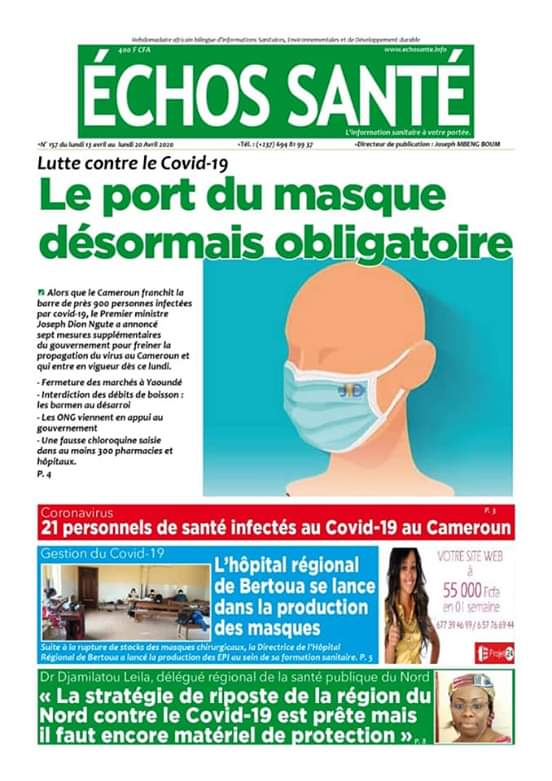 Hebdomadaire africain bilingue d'informations Sanitaires, Environnementales et de Développement durable
400 F CFA
www.echosante.info
ÉCHOS SANTÉ
L'information sanitaire à votre portée.
•N° 157 du lundi 13 avril au lundi 20 Avril 2020 •Tél. : (+237) 694 81 99 37 •Directeur de publication : Joseph MBENG BOUM
Lutte contre le Covid-19
Le port du masque
désormais obligatoire
Alors que le Cameroun franchit la
barre de près 900 personnes infectées
par covid-19, le Premier ministre
Joseph Dion Ngute a annoncé
sept mesures supplémentaires
du gouvernement pour freiner la
propagation du virus au Cameroun et
qui entre en vigueur dès ce lundi.
- Fermeture des marchés à Yaoundé
- Interdiction des débits de boisson :
les barmen au désarroi
- Les ONG viennent en appui au
gouvernement
- Une fausse chloroquine saisie
dans au moins 300 pharmacies et
hôpitaux.
P. 4
Coronavirus
P. 3
21 personnels de santé infectés au Covid-19 au Cameroun
Gestion du Covid-19
L'hôpital régional
de Bertoua se lance
dans la production
des masques
Suite à la rupture de stocks des masques chirurgicaux, la Directrice de l'Hôpital
Régional de Bertoua a lancé la production des EPI au sein de sa formation sanitaire. P. 5
VOTRE SITE WEB
à
55 000 Fcfa
en 01 semaine
677 39 46 99 / 6 57 76 69 44
Projet24
Dr Djamilatou Leila, délégué régional de la santé publique du Nord
« La stratégie de riposte de la région du
Nord contre le Covid-19 est prête mais
il faut encore matériel de protection » P. 8